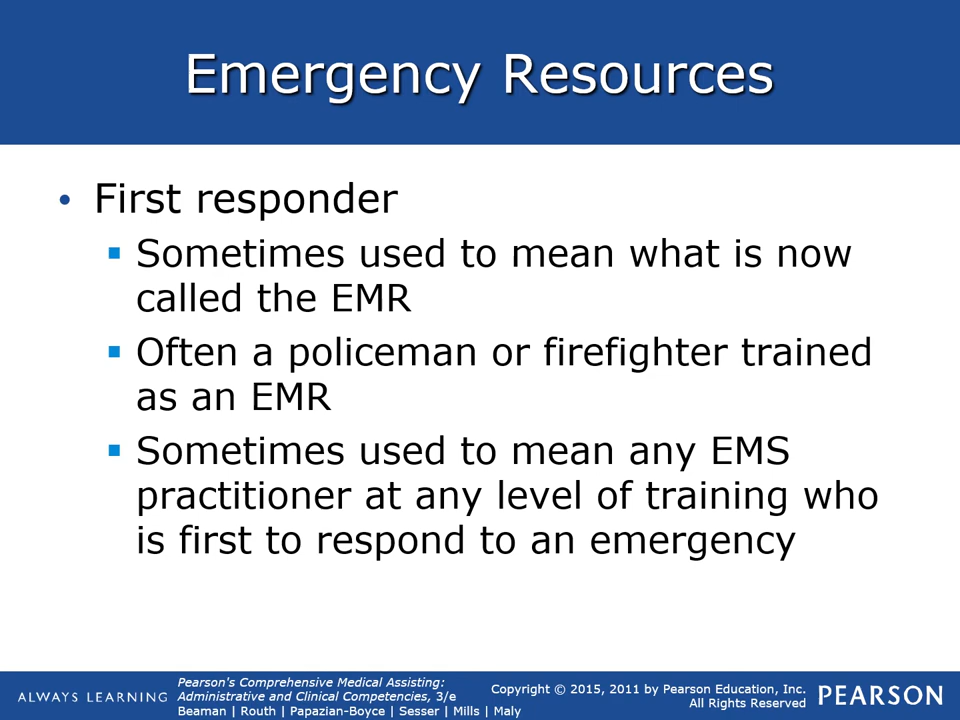 Emergency Resources
• First responder
▪ Sometimes used to mean what is now
called the EMR
▪ Often a policeman or firefighter trained
as an EMR
▪ Sometimes used to mean any EMS
practitioner at any level of training who
is first to respond to an emergency
ALWAYS LEARNING
Pearson's Comprehensive Medical Assisting:
Administrative and Clinical Competencies, 3/e
Beaman | Routh | Papazian-Boyce | Sesser | Mills | Maly
Copyright © 2015, 2011 by Pearson Education, Inc.
All Rights Reserved
PEARSON